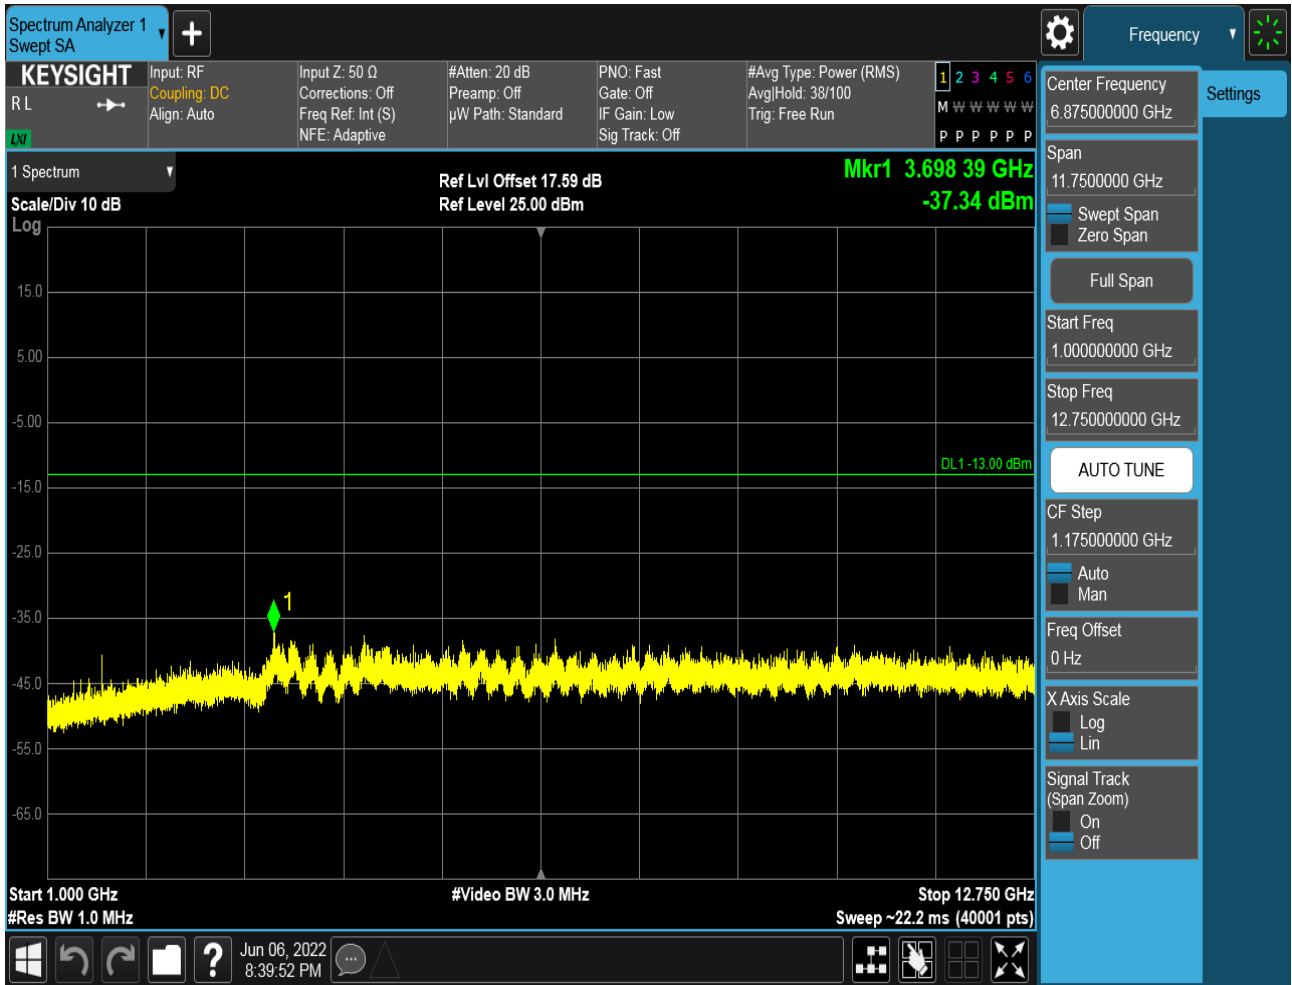 Spectrum Analyzer 1
Swept SA
Frequency
KEYSIGHT
R L
LXI
Input: RF
Coupling: DC
Align: Auto
Input Z: 50 Ω
Corrections: Off
Freq Ref: Int (S)
NFE: Adaptive
#Atten: 20 dB
Preamp: Off
µW Path: Standard
PNO: Fast
Gate: Off
IF Gain: Low
Sig Track: Off
#Avg Type: Power (RMS)
Avg|Hold: 38/100
Trig: Free Run
1 2 3 4 5 6
M W W W W W
P P P P P P
1 Spectrum
Scale/Div 10 dB
Log
Ref Lvl Offset 17.59 dB
Ref Level 25.00 dBm
Mkr1 3.698 39 GHz
-37.34 dBm
15.0
5.00
-5.00
DL1 -13.00 dBm
-15.0
-25.0
1
-35.0
-45.0
-55.0
-65.0
Start 1.000 GHz
#Res BW 1.0 MHz
#Video BW 3.0 MHz
Stop 12.750 GHz
Sweep ~22.2 ms (40001 pts)
Jun 06, 2022
8:39:52 PM
Center Frequency
6.875000000 GHz
Span
11.7500000 GHz
Swept Span
Zero Span
Full Span
Start Freq
1.000000000 GHz
Stop Freq
12.750000000 GHz
AUTO TUNE
CF Step
1.175000000 GHz
Auto
Man
Freq Offset
0 Hz
X Axis Scale
Log
Lin
Signal Track
(Span Zoom)
On
Off
Settings